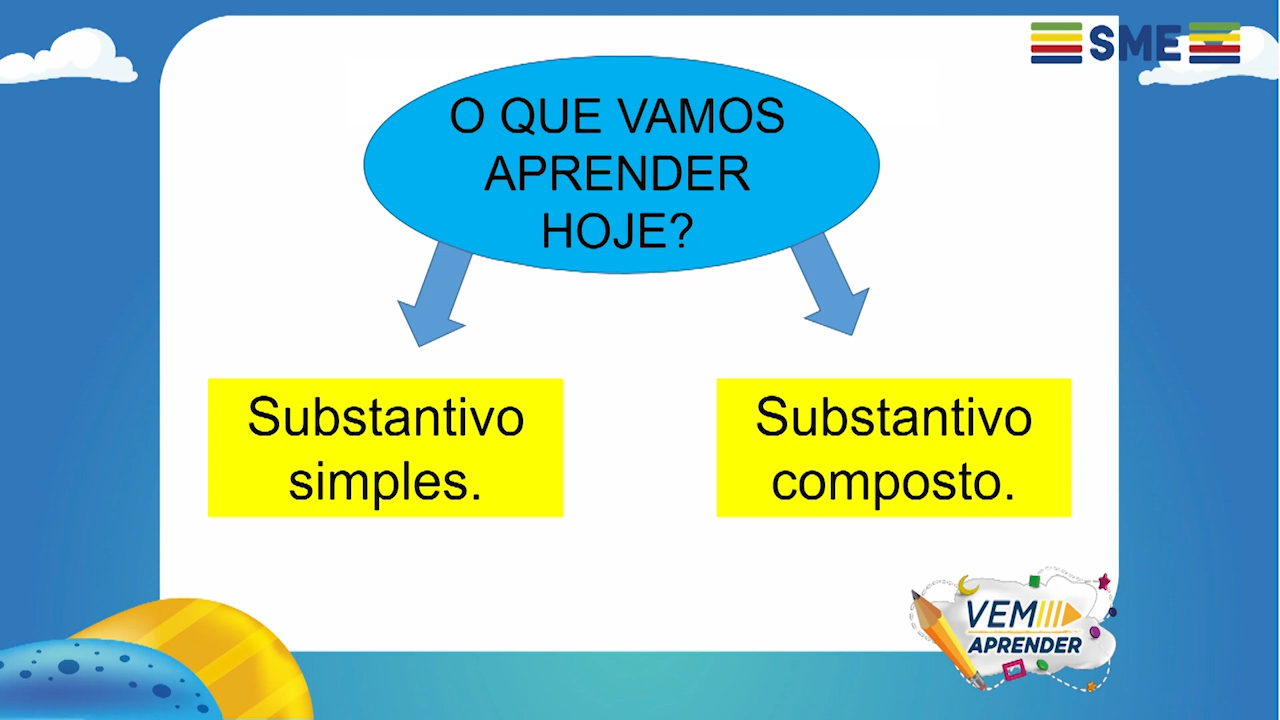 SME
O QUE VAMOS
APRENDER
HOJE?
Substantivo
simples.
Substantivo
composto.
VEM
APRENDER